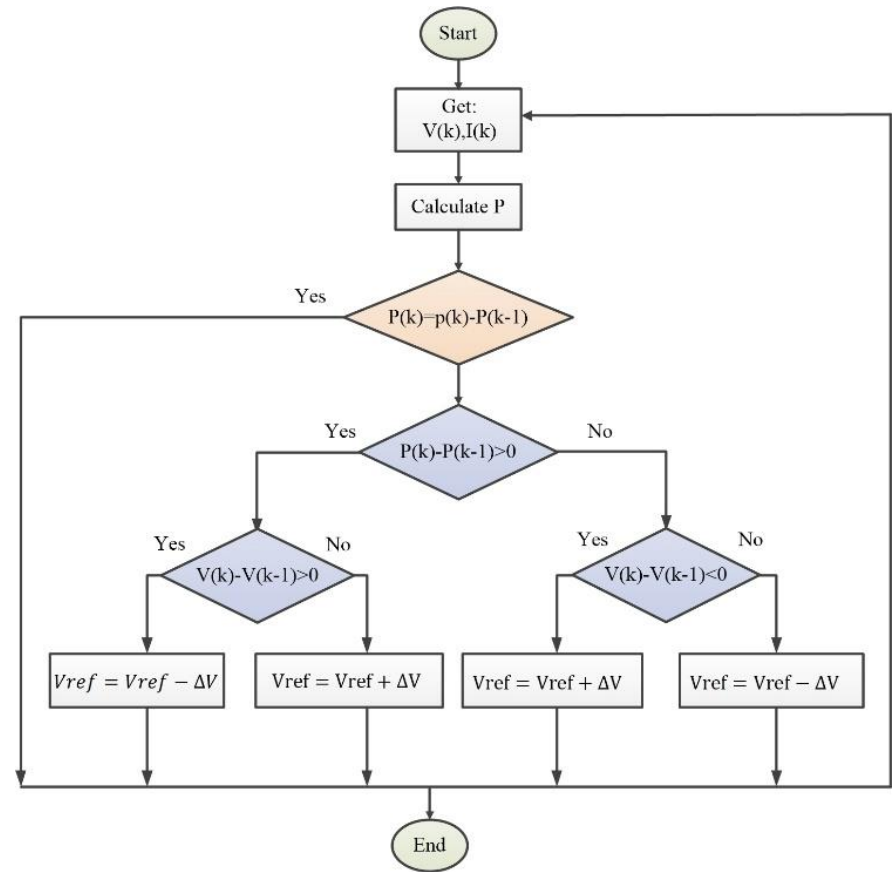 Start
Get:
V(k),I(k)
Calculate P
Yes
P(k)=p(k)-P(k-1)
Yes
P(k)-P(k-1)>0
No
Yes
V(k)-V(k-1)>0
No
Yes
V(k)-V(k-1)<0
No
Vref = Vref − ΔV
Vref = Vref + ΔV
Vref = Vref + ΔV
Vref = Vref − ΔV
End